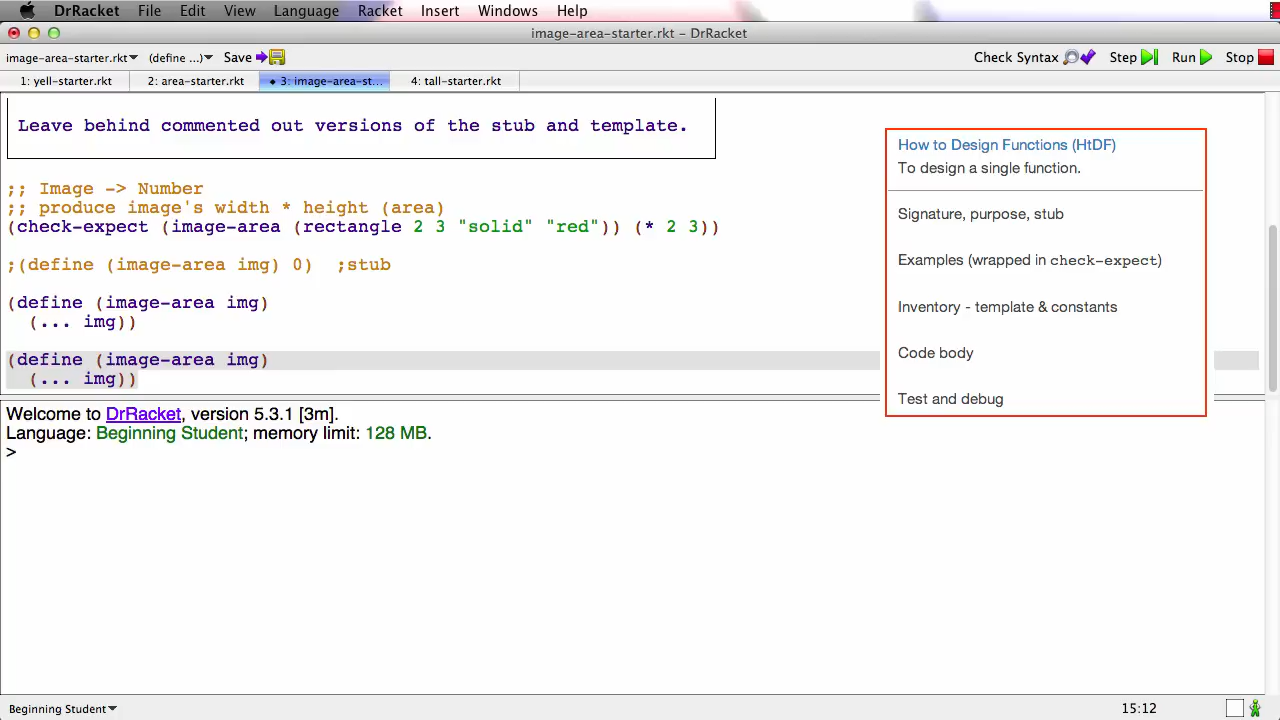 DrRacket File Edit View Language Racket Insert Windows Help
image-area-starter.rkt - DrRacket
image-area-starter.rkt (define ...) Save Check Syntax Step Run Stop
1: yell-starter.rkt 2: area-starter.rkt • 3: image-area-st... 4: tall-starter.rkt
Leave behind commented out versions of the stub and template.
;; Image -> Number
;; produce image's width * height (area)
(check-expect (image-area (rectangle 2 3 "solid" "red")) (* 2 3))
;(define (image-area img) 0)  ;stub
(define (image-area img)
(... img))
(define (image-area img)
(... img))
How to Design Functions (HtDF)
To design a single function.
Signature, purpose, stub
Examples (wrapped in check-expect)
Inventory - template & constants
Code body
Test and debug
Welcome to DrRacket, version 5.3.1 [3m].
Language: Beginning Student; memory limit: 128 MB.
>
Beginning Student 15:12